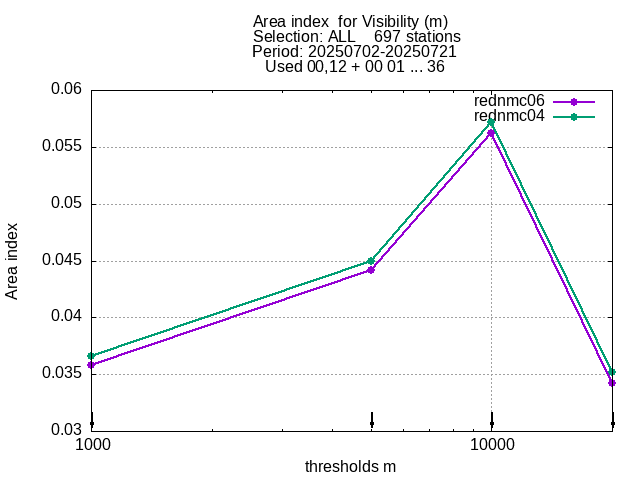 Area index  for Visibility (m)
Selection: ALL    697 stations
Period: 20250702-20250721
Used 00,12 + 00 01 ... 36
rednmc06
rednmc04
0.06
0.055
0.05
0.045
0.04
0.035
0.03
Area index
1000
10000
thresholds m